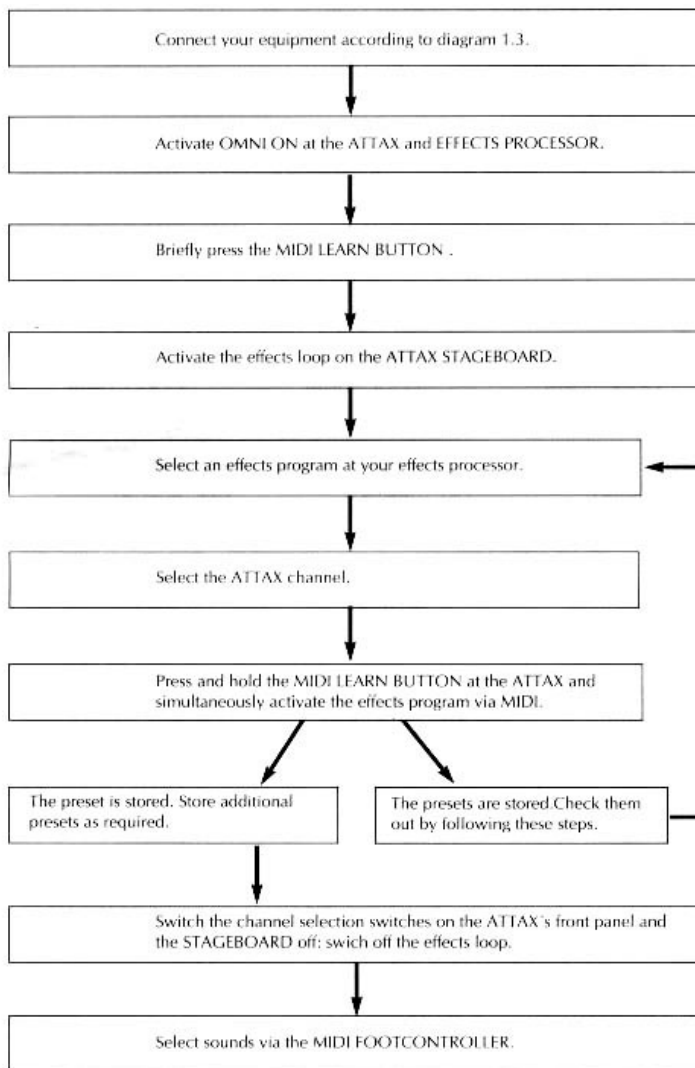 Connect your equipment according to diagram 1.3.
Activate OMNI ON at the ATTAX and EFFECTS PROCESSOR.
Briefly press the MIDI LEARN BUTTON .
Activate the effects loop on the ATTAX STAGEBOARD.
Select an effects program at your effects processor.
Select the ATTAX channel.
Press and hold the MIDI LEARN BUTTON at the ATTAX and
simultaneously activate the effects program via MIDI.
The preset is stored. Store additional
presets as required.
The presets are stored.Check them
out by following these steps.
Switch the channel selection switches on the ATTAX´s front panel and
the STAGEBOARD off: swich off the effects loop.
Select sounds via the MIDI FOOTCONTROLLER.